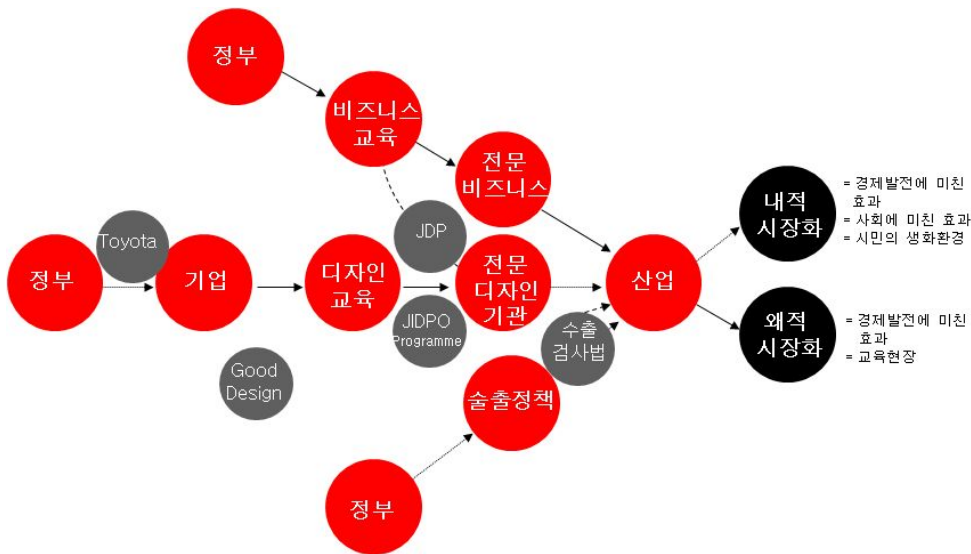 정부
비즈니스
교육
전문
비즈니스
JDP
정부
Toyota
기업
디자인
교육
전문
디자인
기관
산업
JIDPO
Programme
Good
Design
수출
검사법
술출정책
정부
내적
시장화
= 경제발전에 미친
효과
= 사회에 미친 효과
= 시민의 생화환경
왜적
시장화
= 경제발전에 미친
효과
= 교육현장